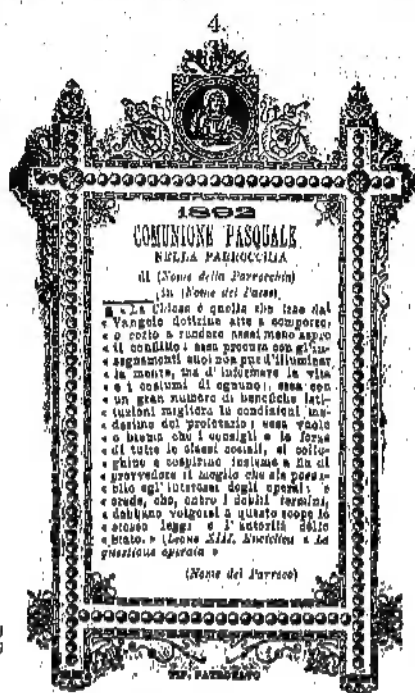 4.
1892
COMUNIONE PASQUALE
NELLA PARROCCHIA
di (Nome della Parrocchia)
in (Nome del Paese)
« La Chiesa è quella che trae dal
« Vangelo dottrine atte a comporre,
« o certo a rendere assai meno aspro
« il conflitto: essa procura con gl'in-
« segnamenti suoi non pur d'illuminar
« la mente, ma d'informare la vita
« e i costumi di ognuno: essa con
« un gran numero di benefiche isti-
« tuzioni migliora le condizioni me-
« desime del proletario; essa vuole
« e brama che i consigli e le forze
« di tutte le classi sociali, si colle-
« ghino e cospirino insieme a fin di
« provvedere il meglio che sia possi-
« bile agl' interessi degli operai; e
« crede, che, entro i debiti termini,
« debbano volgersi a questo scopo le
« stesse leggi e l'autorità dello
« Stato. » (Leone XIII, Enciclica « La
questione operaia »
(Nome del Parroco)
TIP. PATRONATO